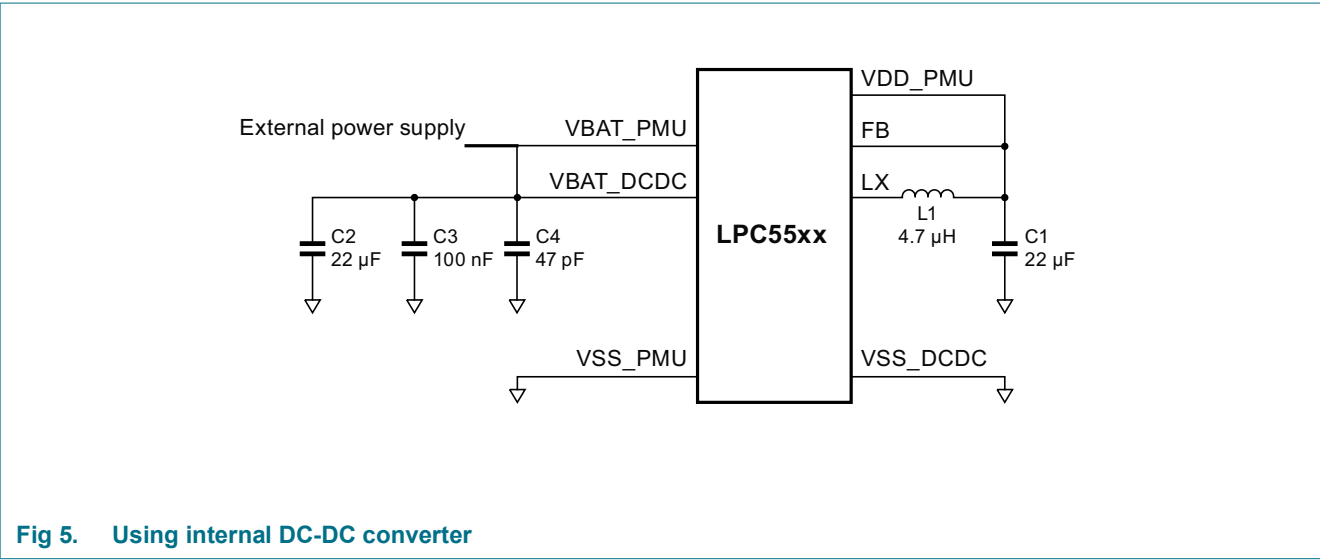 VDD_PMU
External power supply
VBAT_PMU
FB
VBAT_DCDC
LX
LPC55xx
L1
4.7 µH
C2
22 µF
C3
100 nF
C4
47 pF
C1
22 µF
VSS_PMU
VSS_DCDC
Fig 5. Using internal DC-DC converter